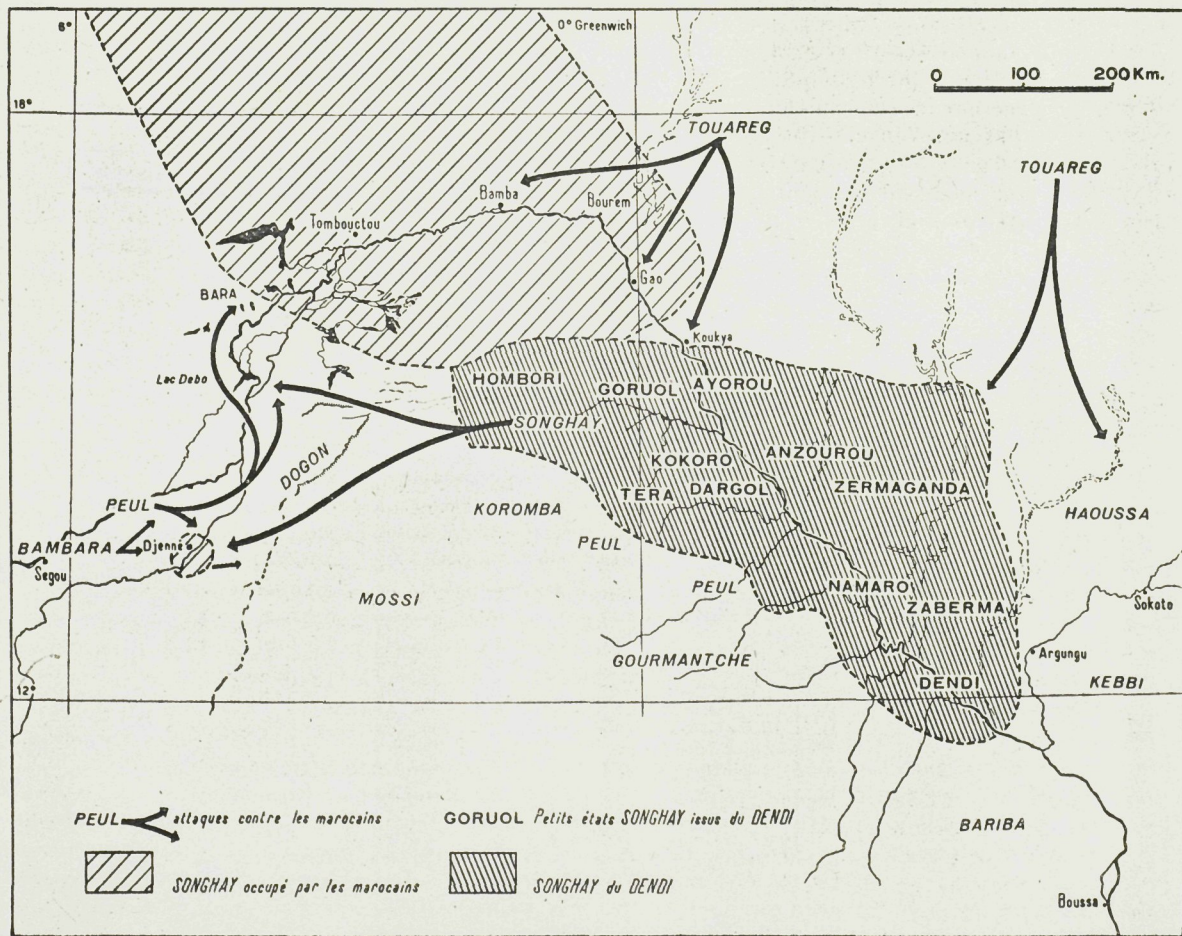 6°
0° Greenwich
0 100 200 Km.
18°
TOUAREG
TOUAREG
Bamba
Bourem
Tombouctou
Gao
BARA
Koukya
Lac Debo
HOMBORI
GORUOL
AYOROU
SONGHAY
ANZOUROU
DOGON
KOKORO
ZERMAGANDA
TERA
DARGOL
PEUL
KOROMBA
HAOUSSA
BAMBARA
Djenné
PEUL
Segou
MOSSI
PEUL
NAMARO
ZABERMA
Sokoto
GOURMANTCHE
Argungu
DENDI
KEBBI
12°
PEUL attaques contre les marocains
GORUOL Petits états SONGHAY issus du DENDI
BARIBA
SONGHAY occupé par les marocains
SONGHAY du DENDI
Boussa